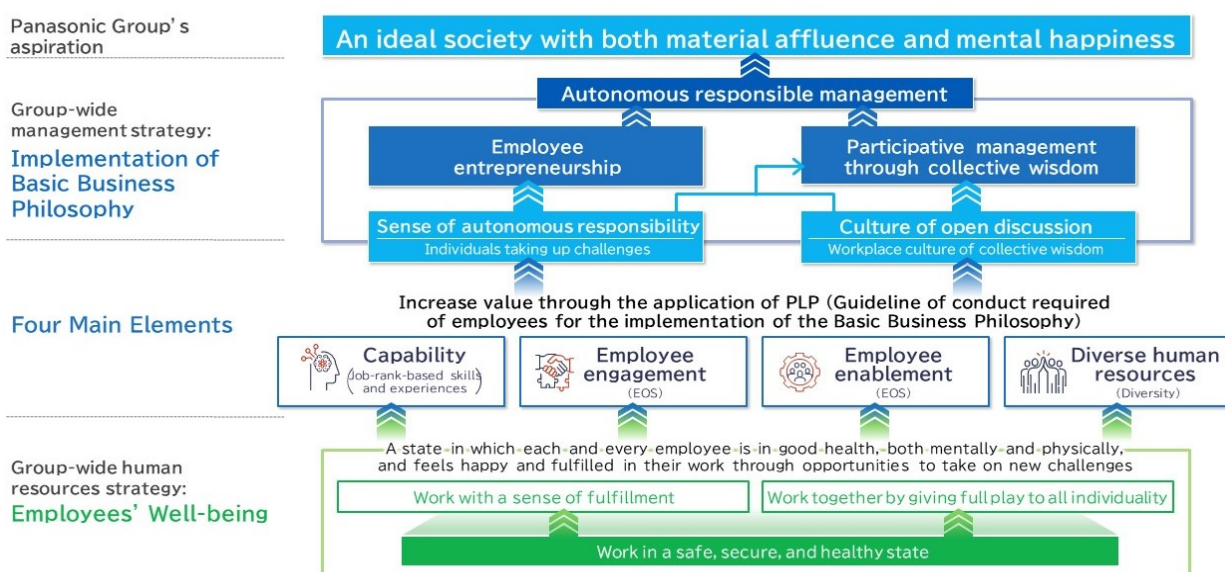 Panasonic Group's
aspiration
An ideal society with both material affluence and mental happiness
Autonomous responsible management
Group-wide
management strategy:
Implementation of
Basic Business
Philosophy
Employee
entrepreneurship
Participative management
through collective wisdom
Sense of autonomous responsibility
Individuals taking up challenges
Culture of open discussion
Workplace culture of collective wisdom
Four Main Elements
Increase value through the application of PLP (Guideline of conduct required
of employees for the implementation of the Basic Business Philosophy)
Capability
(Job-rank-based skills
and experiences)
Employee
engagement
(EOS)
Employee
enablement
(EOS)
Diverse human
resources
(Diversity)
Group-wide human
resources strategy:
Employees' Well-being
A state in which each and every employee is in good health, both mentally and physically,
and feels happy and fulfilled in their work through opportunities to take on new challenges
Work with a sense of fulfillment
Work together by giving full play to all individuality
Work in a safe, secure, and healthy state